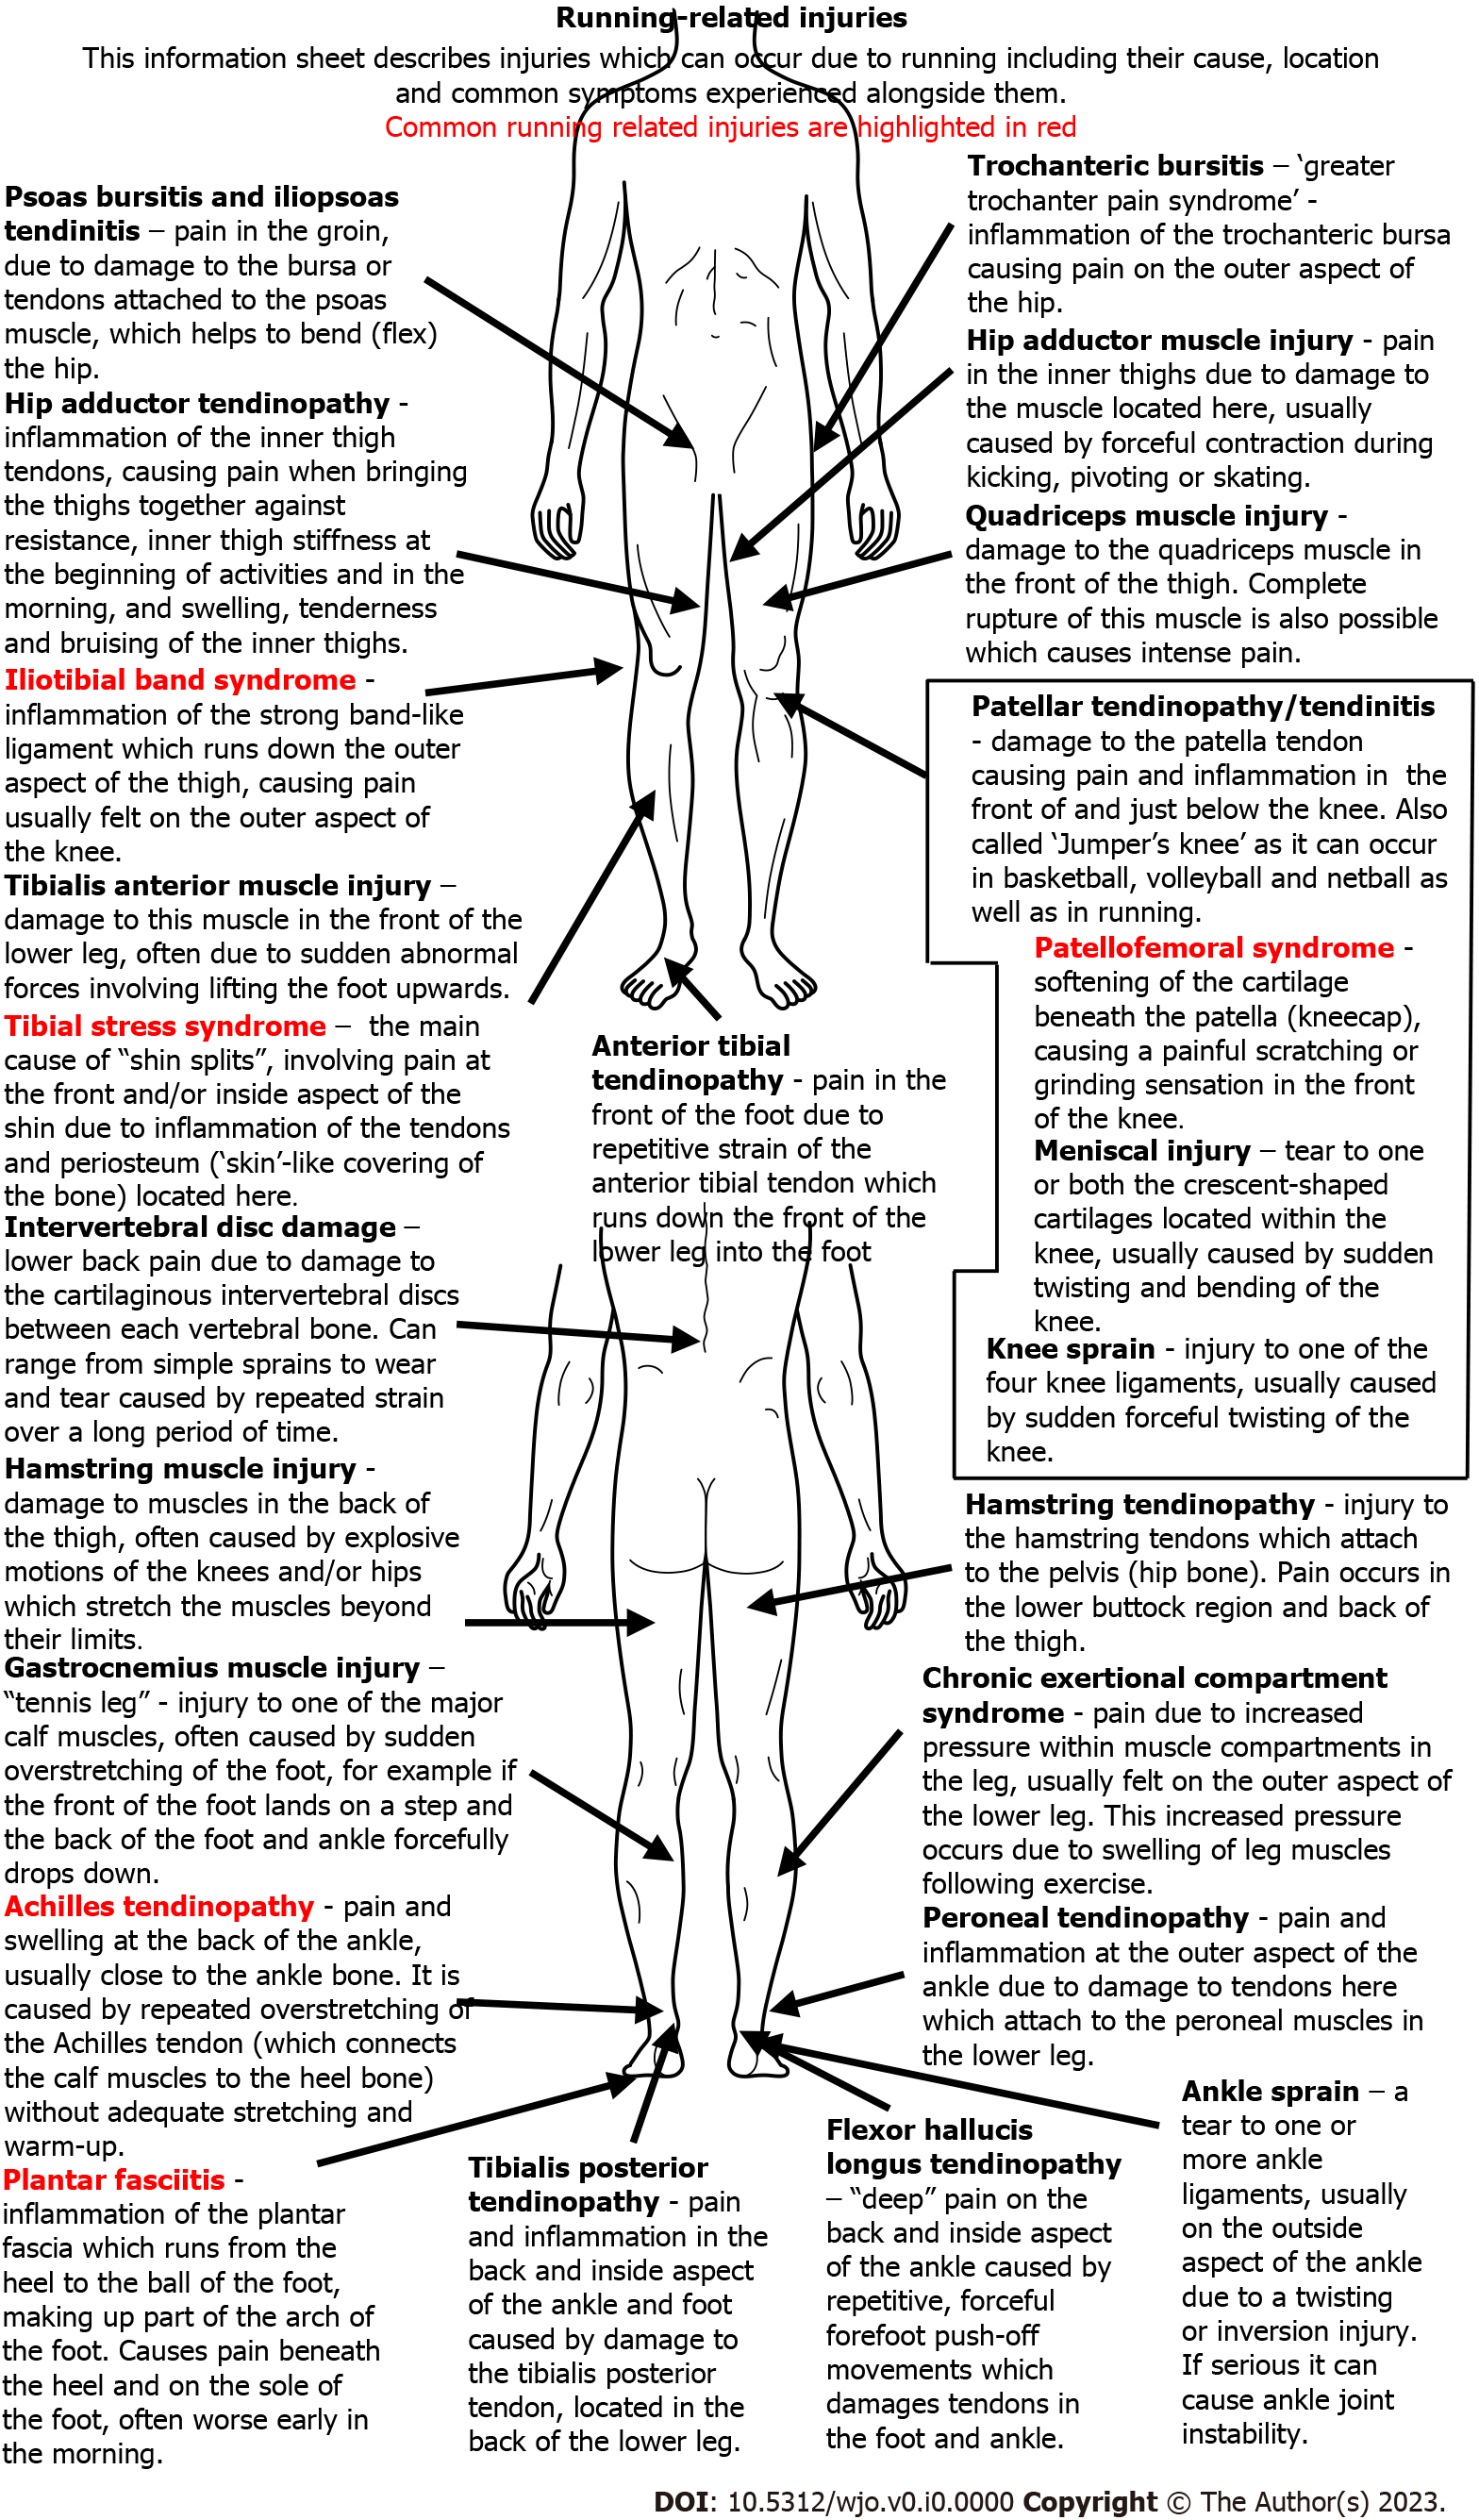 Running-related injuries
This information sheet describes injuries which can occur due to running including their cause, location
and common symptoms experienced alongside them.
Common running related injuries are highlighted in red
Psoas bursitis and iliopsoas
tendinitis – pain in the groin,
due to damage to the bursa or
tendons attached to the psoas
muscle, which helps to bend (flex)
the hip.
Hip adductor tendinopathy -
inflammation of the inner thigh
tendons, causing pain when bringing
the thighs together against
resistance, inner thigh stiffness at
the beginning of activities and in the
morning, and swelling, tenderness
and bruising of the inner thighs.
Iliotibial band syndrome -
inflammation of the strong band-like
ligament which runs down the outer
aspect of the thigh, causing pain
usually felt on the outer aspect of
the knee.
Tibialis anterior muscle injury –
damage to this muscle in the front of the
lower leg, often due to sudden abnormal
forces involving lifting the foot upwards.
Tibial stress syndrome – the main
cause of “shin splits”, involving pain at
the front and/or inside aspect of the
shin due to inflammation of the tendons
and periosteum (‘skin’-like covering of
the bone) located here.
Intervertebral disc damage –
lower back pain due to damage to
the cartilaginous intervertebral discs
between each vertebral bone. Can
range from simple sprains to wear
and tear caused by repeated strain
over a long period of time.
Hamstring muscle injury -
damage to muscles in the back of
the thigh, often caused by explosive
motions of the knees and/or hips
which stretch the muscles beyond
their limits.
Gastrocnemius muscle injury –
“tennis leg” - injury to one of the major
calf muscles, often caused by sudden
overstretching of the foot, for example if
the front of the foot lands on a step and
the back of the foot and ankle forcefully
drops down.
Achilles tendinopathy - pain and
swelling at the back of the ankle,
usually close to the ankle bone. It is
caused by repeated overstretching of
the Achilles tendon (which connects
the calf muscles to the heel bone)
without adequate stretching and
warm-up.
Plantar fasciitis -
inflammation of the plantar
fascia which runs from the
heel to the ball of the foot,
making up part of the arch of
the foot. Causes pain beneath
the heel and on the sole of
the foot, often worse early in
the morning.
Trochanteric bursitis – ‘greater
trochanter pain syndrome’ -
inflammation of the trochanteric bursa
causing pain on the outer aspect of
the hip.
Hip adductor muscle injury - pain
in the inner thighs due to damage to
the muscle located here, usually
caused by forceful contraction during
kicking, pivoting or skating.
Quadriceps muscle injury -
damage to the quadriceps muscle in
the front of the thigh. Complete
rupture of this muscle is also possible
which causes intense pain.
Patellar tendinopathy/tendinitis
- damage to the patella tendon
causing pain and inflammation in the
front of and just below the knee. Also
called ‘Jumper’s knee’ as it can occur
in basketball, volleyball and netball as
well as in running.
Patellofemoral syndrome -
softening of the cartilage
beneath the patella (kneecap),
causing a painful scratching or
grinding sensation in the front
of the knee.
Meniscal injury – tear to one
or both the crescent-shaped
cartilages located within the
knee, usually caused by sudden
twisting and bending of the
knee.
Knee sprain - injury to one of the
four knee ligaments, usually caused
by sudden forceful twisting of the
knee.
Anterior tibial
tendinopathy - pain in the
front of the foot due to
repetitive strain of the
anterior tibial tendon which
runs down the front of the
lower leg into the foot
Hamstring tendinopathy - injury to
the hamstring tendons which attach
to the pelvis (hip bone). Pain occurs in
the lower buttock region and back of
the thigh.
Chronic exertional compartment
syndrome - pain due to increased
pressure within muscle compartments in
the leg, usually felt on the outer aspect of
the lower leg. This increased pressure
occurs due to swelling of leg muscles
following exercise.
Peroneal tendinopathy - pain and
inflammation at the outer aspect of the
ankle due to damage to tendons here
which attach to the peroneal muscles in
the lower leg.
Tibialis posterior
tendinopathy - pain
and inflammation in the
back and inside aspect
of the ankle and foot
caused by damage to
the tibialis posterior
tendon, located in the
back of the lower leg.
Flexor hallucis
longus tendinopathy
– “deep” pain on the
back and inside aspect
of the ankle caused by
repetitive, forceful
forefoot push-off
movements which
damages tendons in
the foot and ankle.
Ankle sprain – a
tear to one or
more ankle
ligaments, usually
on the outside
aspect of the ankle
due to a twisting
or inversion injury.
If serious it can
cause ankle joint
instability.
DOI: 10.5312/wjo.v0.i0.0000 Copyright © The Author(s) 2023.